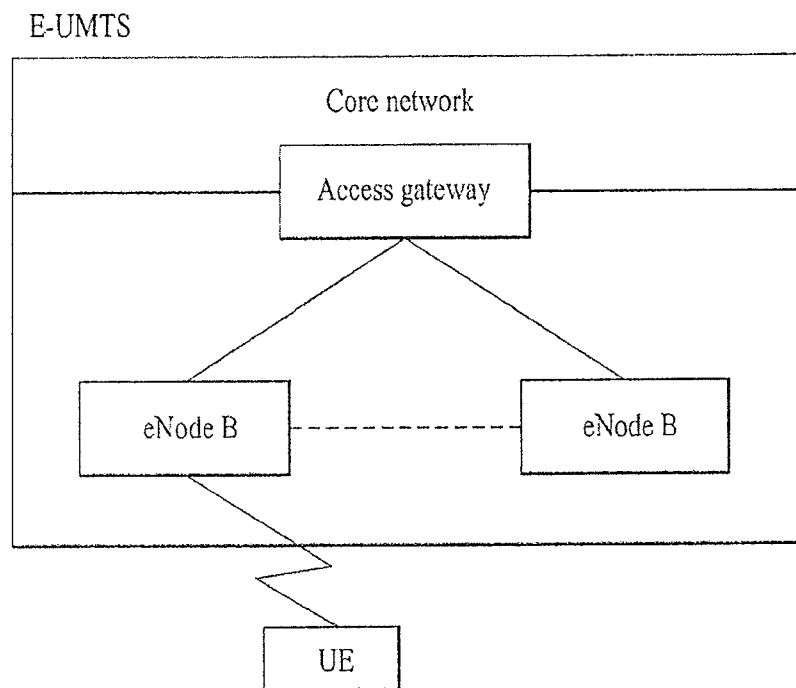 E-UMTS
Core network
Access gateway
eNode B
eNode B
UE